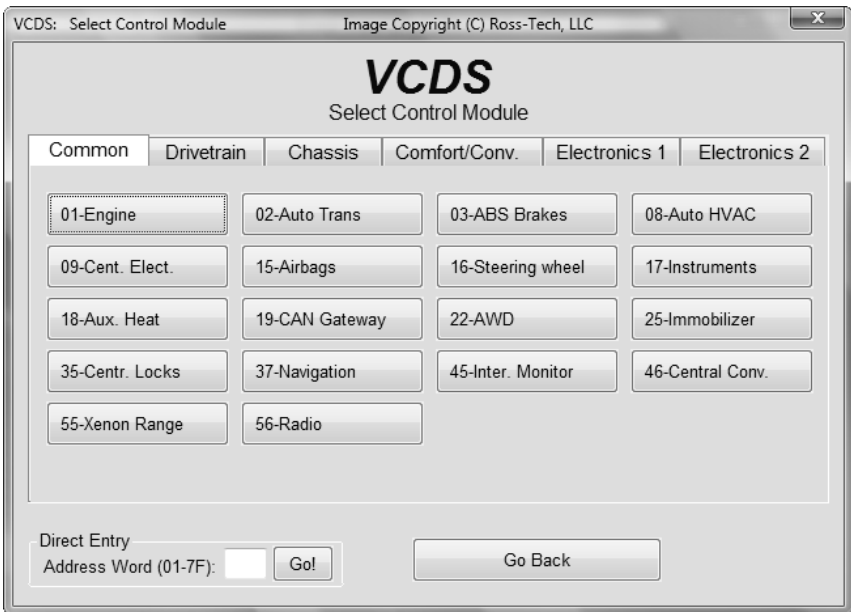 VCDS: Select Control Module Image Copyright (C) Ross-Tech, LLC X
VCDS
Select Control Module
Common Drivetrain Chassis Comfort/Conv. Electronics 1 Electronics 2
01-Engine 02-Auto Trans 03-ABS Brakes 08-Auto HVAC
09-Cent. Elect. 15-Airbags 16-Steering wheel 17-Instruments
18-Aux. Heat 19-CAN Gateway 22-AWD 25-Immobilizer
35-Centr. Locks 37-Navigation 45-Inter. Monitor 46-Central Conv.
55-Xenon Range 56-Radio
Direct Entry
Address Word (01-7F): Go! Go Back